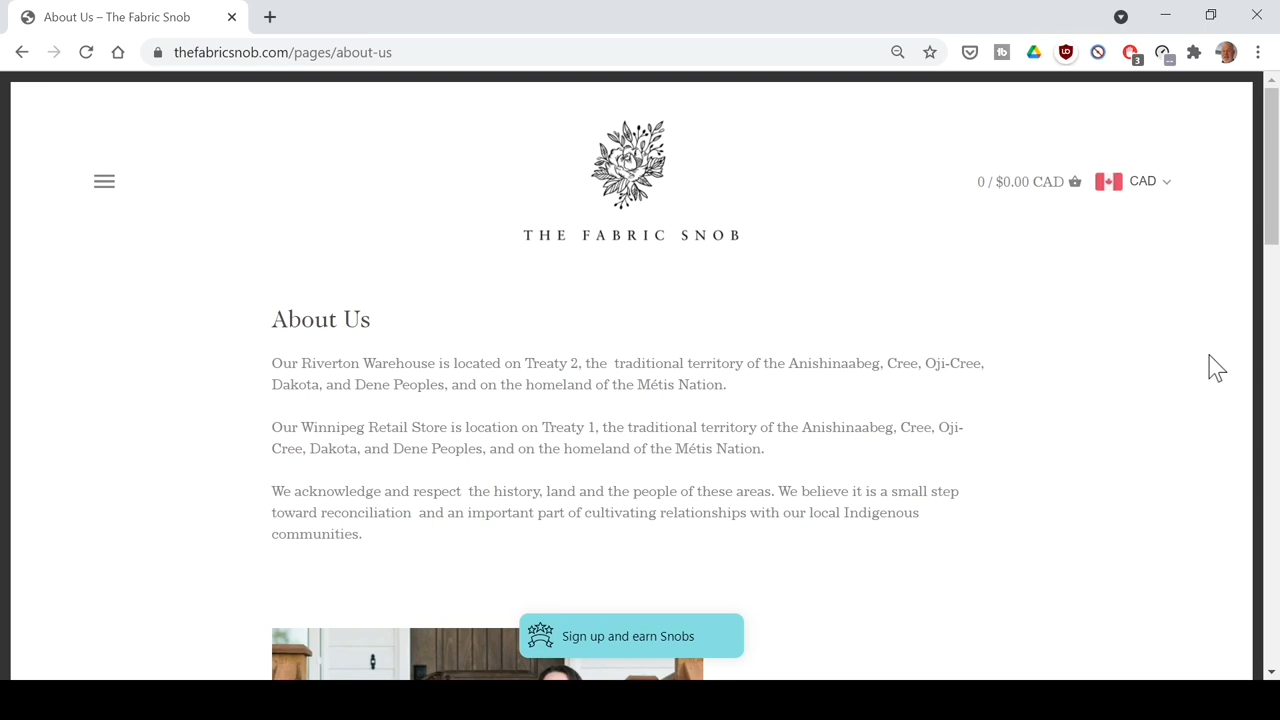 About Us – The Fabric Snob
thefabricsnob.com/pages/about-us
tb
UO
3
0 / $0.00 CAD
CAD
THE FABRIC SNOB
About Us
Our Riverton Warehouse is located on Treaty 2, the  traditional territory of the Anishinaabeg, Cree, Oji-Cree,
Dakota, and Dene Peoples, and on the homeland of the Métis Nation.
Our Winnipeg Retail Store is location on Treaty 1, the traditional territory of the Anishinaabeg, Cree, Oji-
Cree, Dakota, and Dene Peoples, and on the homeland of the Métis Nation.
We acknowledge and respect  the history, land and the people of these areas. We believe it is a small step
toward reconciliation  and an important part of cultivating relationships with our local Indigenous
communities.
Sign up and earn Snobs